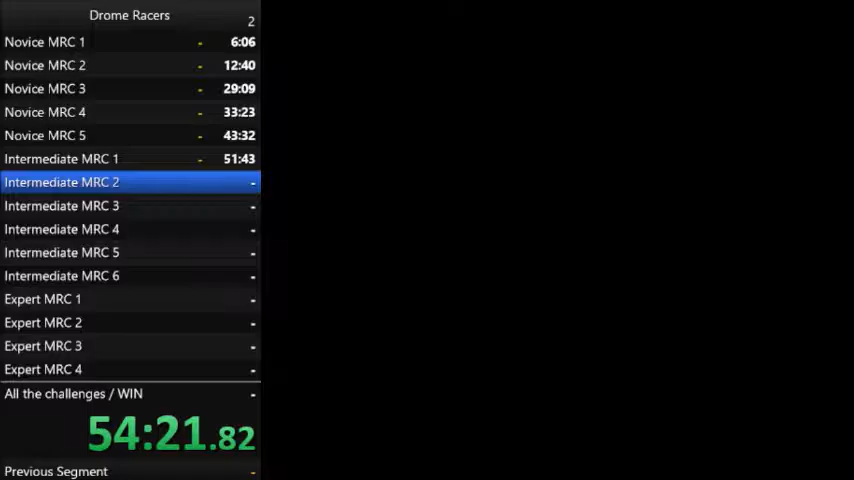 Drome Racers
2
Novice MRC 1 - 6:06
Novice MRC 2 - 12:40
Novice MRC 3 - 29:09
Novice MRC 4 - 33:23
Novice MRC 5 - 43:32
Intermediate MRC 1 - 51:43
Intermediate MRC 2 -
Intermediate MRC 3 -
Intermediate MRC 4 -
Intermediate MRC 5 -
Intermediate MRC 6 -
Expert MRC 1 -
Expert MRC 2 -
Expert MRC 3 -
Expert MRC 4 -
All the challenges / WIN -
54:21.82
Previous Segment -